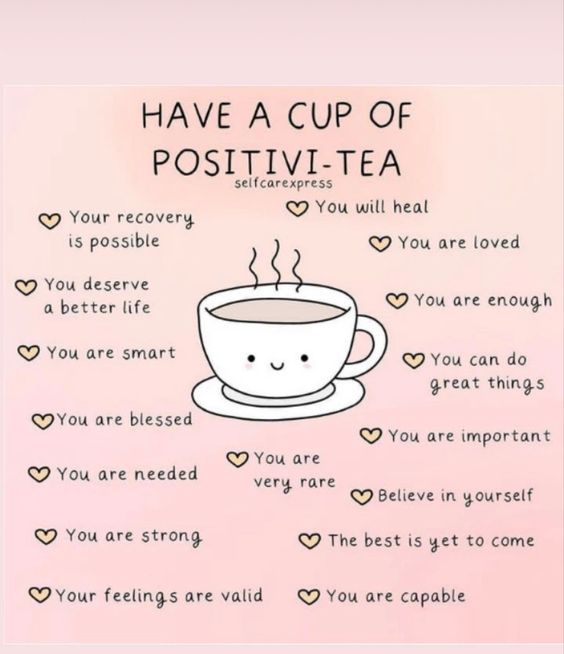 HAVE A CUP OF
POSITIVI-TEA
selfcarexpress
You will heal
Your recovery
is possible
You are loved
You deserve
a better life
You are enough
You are smart
You can do
great things
You are blessed
You are important
You are
very rare
You are needed
Believe in yourself
You are strong
The best is yet to come
Your feelings are valid
You are capable